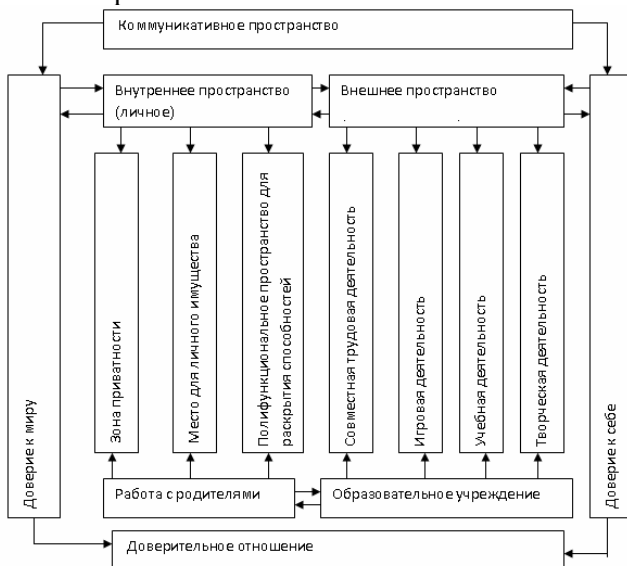 Коммуникативное пространство
Внутреннее пространство
(личное)
Внешнее пространство
Доверие к миру
Зона приватности
Место для личного имущества
Полифункциональное пространство для
раскрытия способностей
Совместная трудовая деятельность
Игровая деятельность
Учебная деятельность
Творческая деятельность
Доверие к себе
Работа с родителями
Образовательное учреждение
Доверительное отношение